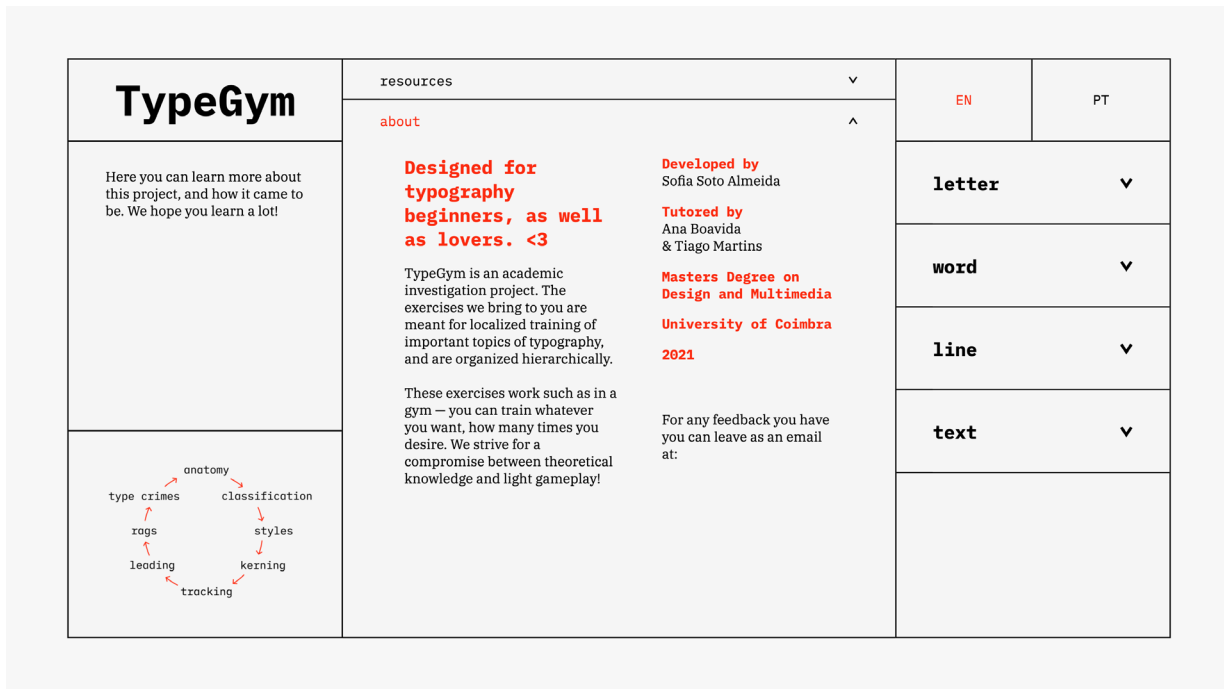 TypeGym
Here you can learn more about
this project, and how it came to
be. We hope you learn a lot!
anatomy
classification
styles
kerning
tracking
leading
rags
type crimes
resources
about
Designed for
typography
beginners, as well
as lovers. <3
TypeGym is an academic
investigation project. The
exercises we bring to you are
meant for localized training of
important topics of typography,
and are organized hierarchically.
These exercises work such as in a
gym — you can train whatever
you want, how many times you
desire. We strive for a
compromise between theoretical
knowledge and light gameplay!
Developed by
Sofia Soto Almeida
Tutored by
Ana Boavida
& Tiago Martins
Masters Degree on
Design and Multimedia
University of Coimbra
2021
For any feedback you have
you can leave as an email
at:
EN
PT
letter
word
line
text